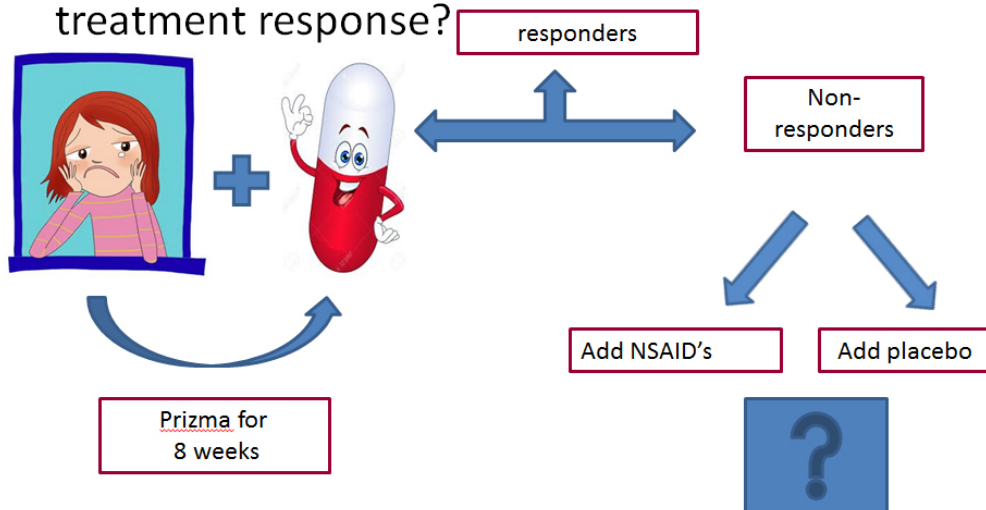 treatment response?
responders
Non-
responders
Add NSAID's
Add placebo
Prizma for
8 weeks
?